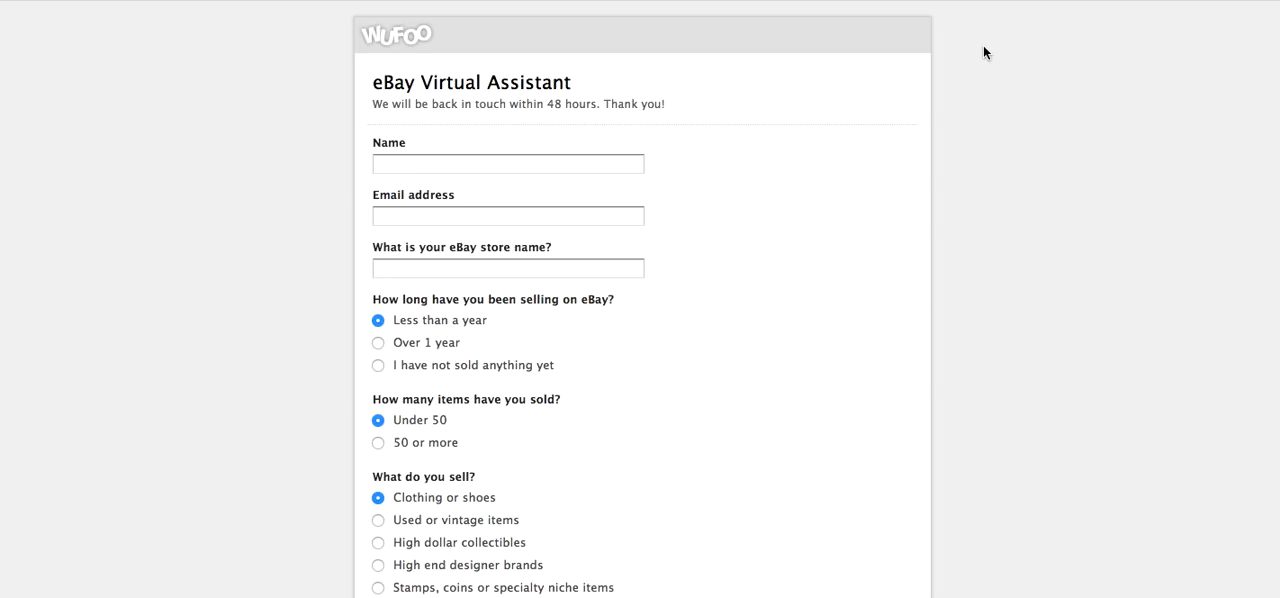 WUFOO
eBay Virtual Assistant
We will be back in touch within 48 hours. Thank you!
Name
Email address
What is your eBay store name?
How long have you been selling on eBay?
Less than a year
Over 1 year
I have not sold anything yet
How many items have you sold?
Under 50
50 or more
What do you sell?
Clothing or shoes
Used or vintage items
High dollar collectibles
High end designer brands
Stamps, coins or specialty niche items